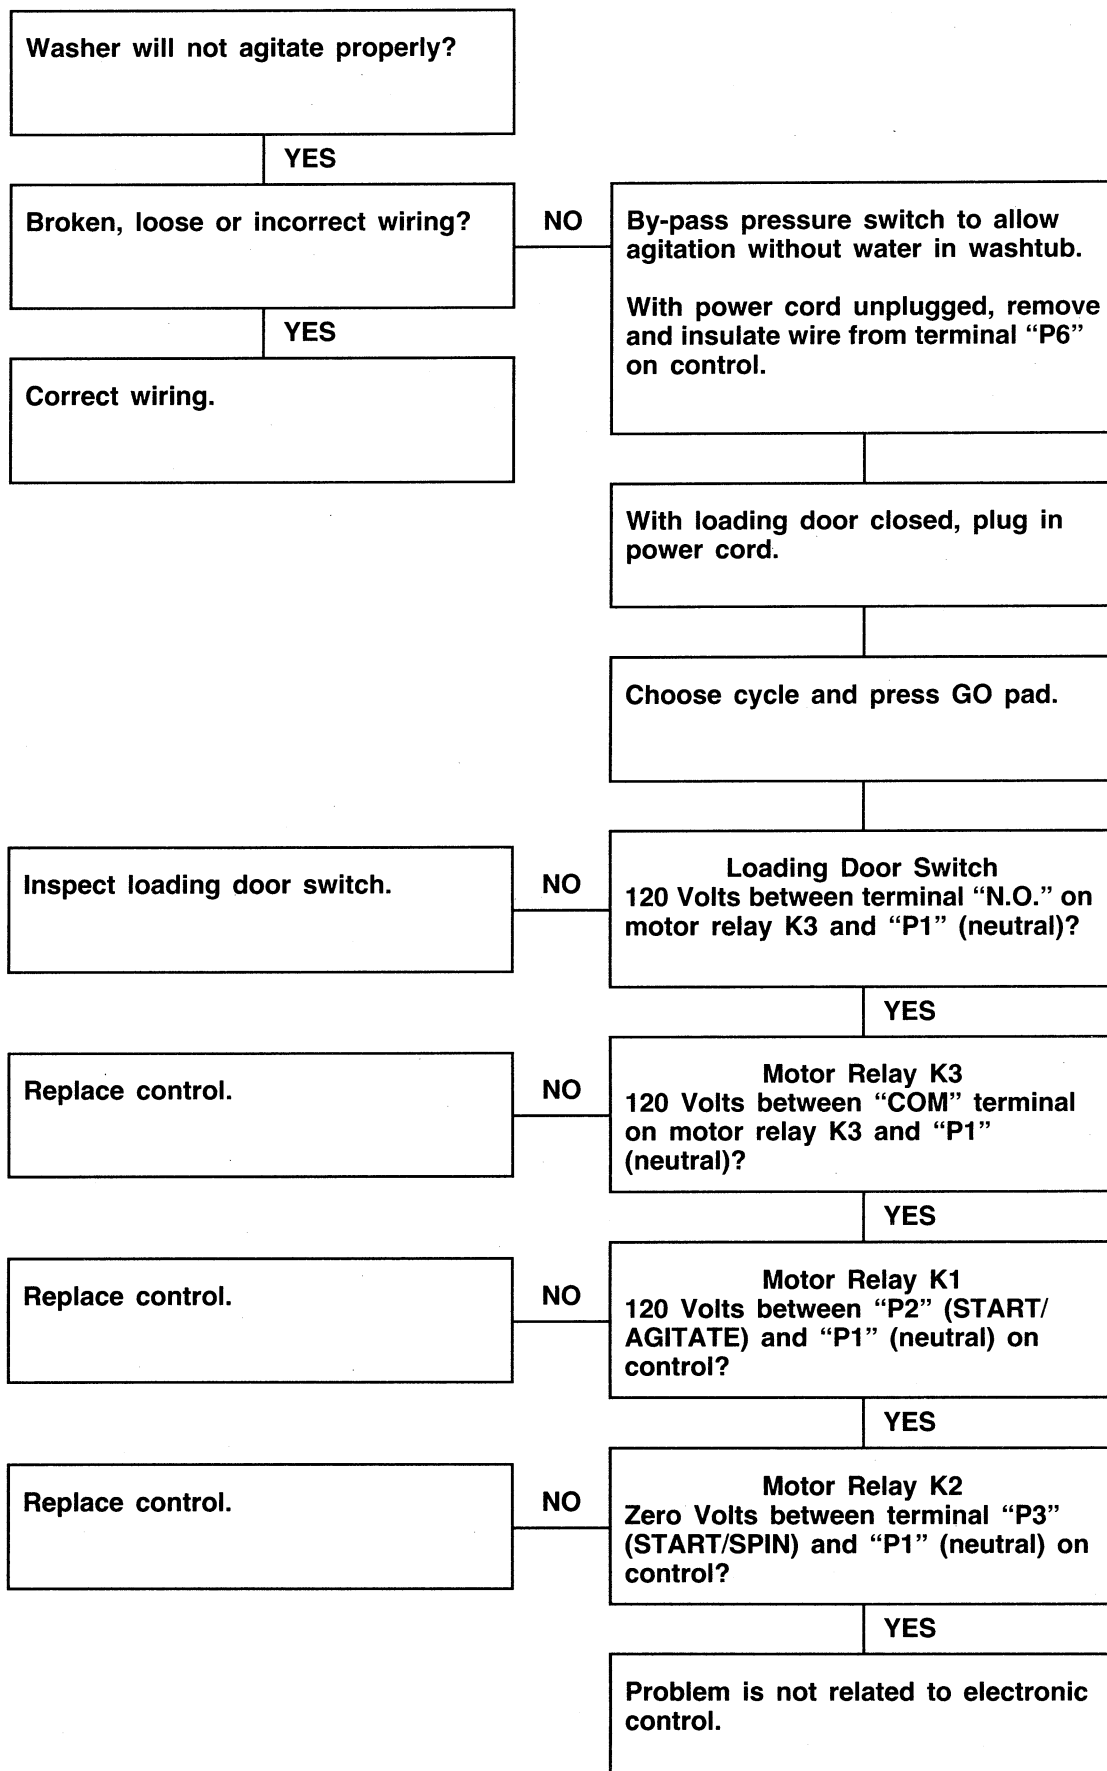 Washer will not agitate properly?
YES
Broken, loose or incorrect wiring?
NO
By-pass pressure switch to allow
agitation without water in washtub.
With power cord unplugged, remove
and insulate wire from terminal “P6”
on control.
YES
Correct wiring.
With loading door closed, plug in
power cord.
Choose cycle and press GO pad.
Loading Door Switch
120 Volts between terminal “N.O.” on
motor relay K3 and “P1” (neutral)?
NO
Inspect loading door switch.
YES
Motor Relay K3
120 Volts between “COM” terminal
on motor relay K3 and “P1”
(neutral)?
NO
Replace control.
YES
Motor Relay K1
120 Volts between “P2” (START/
AGITATE) and “P1” (neutral) on
control?
NO
Replace control.
YES
Motor Relay K2
Zero Volts between terminal “P3”
(START/SPIN) and “P1” (neutral) on
control?
NO
Replace control.
YES
Problem is not related to electronic
control.